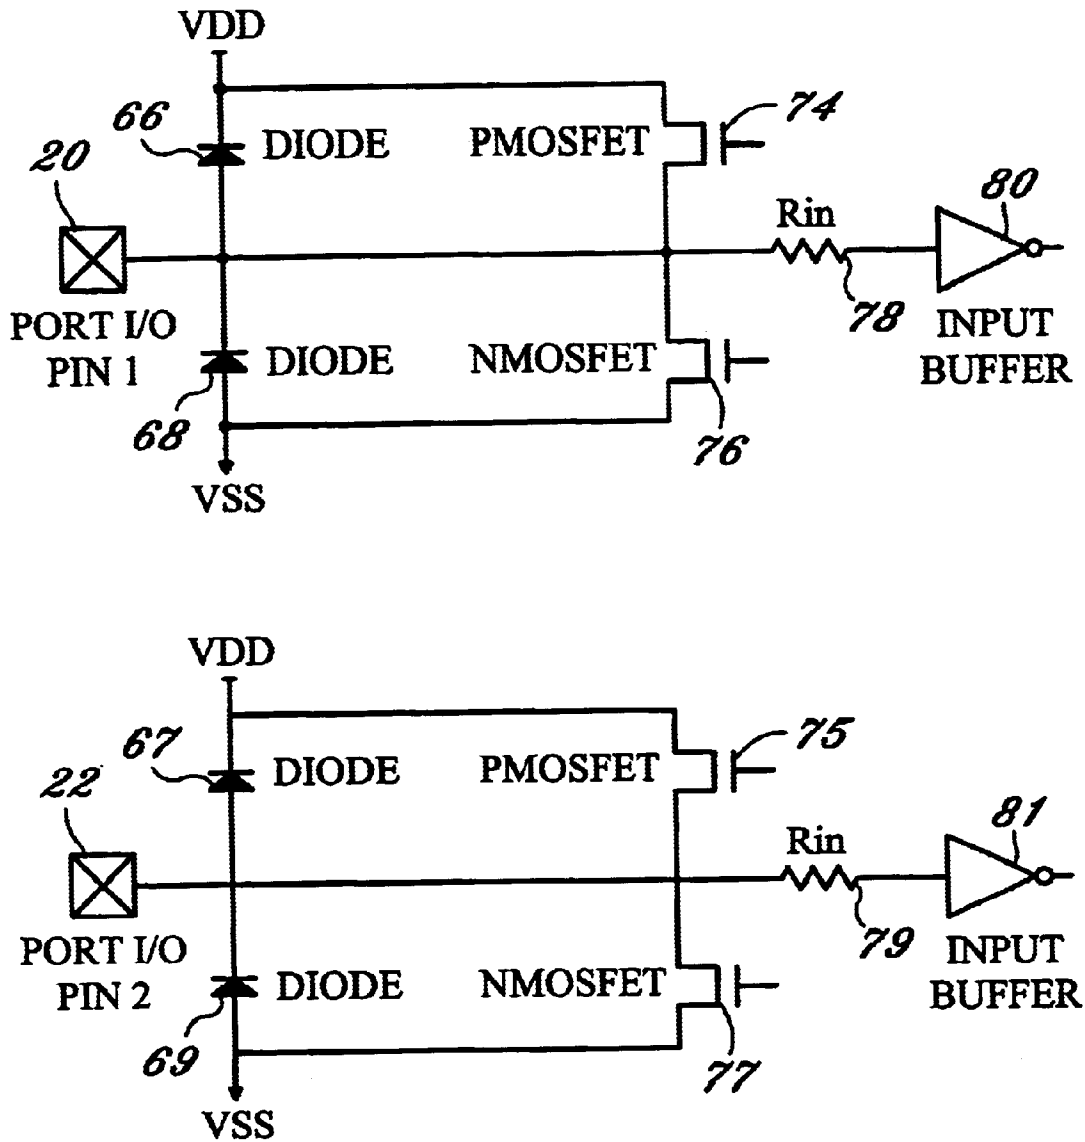 VDD
66
DIODE
PMOSFET
74
20
Rin
80
PORT I/O
PIN 1
78
INPUT
BUFFER
DIODE
NMOSFET
68
76
VSS
VDD
67
DIODE
PMOSFET
75
22
Rin
81
PORT I/O
PIN 2
79
INPUT
BUFFER
DIODE
NMOSFET
69
77
VSS